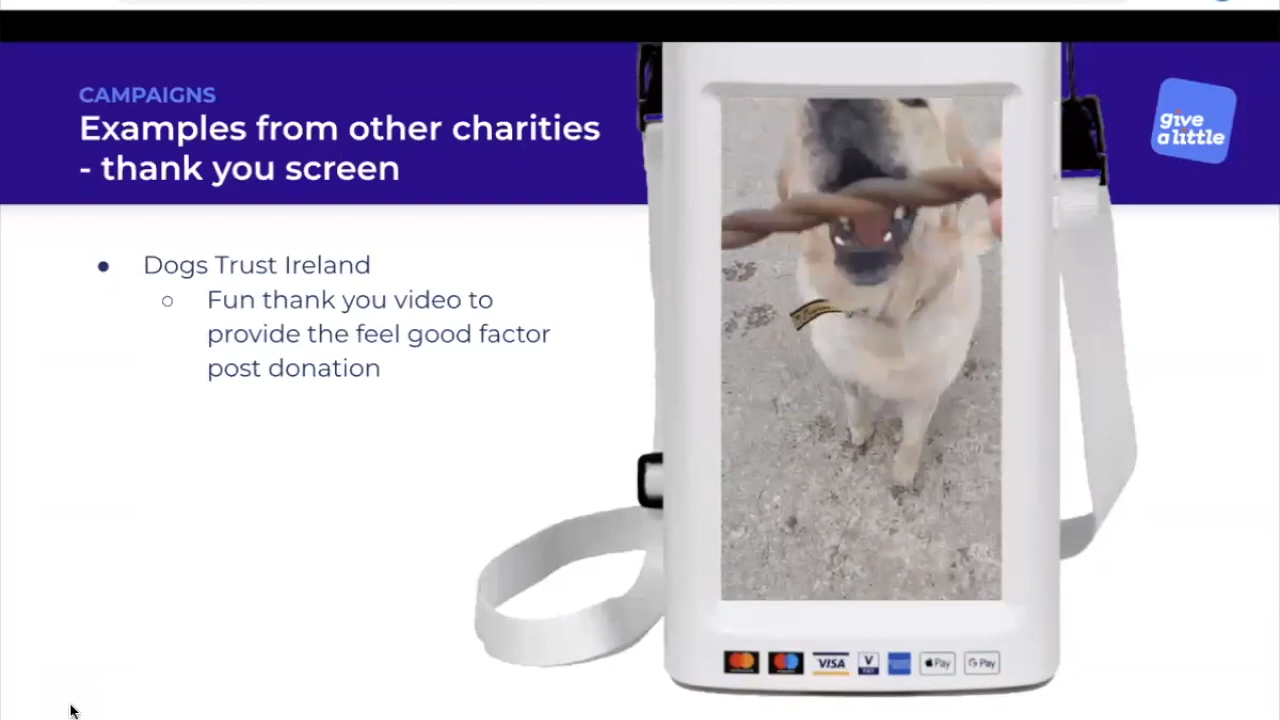 CAMPAIGNS
Examples from other charities
- thank you screen
give
a little
● Dogs Trust Ireland
○ Fun thank you video to
provide the feel good factor
post donation
VISA
V
Pay
G Pay